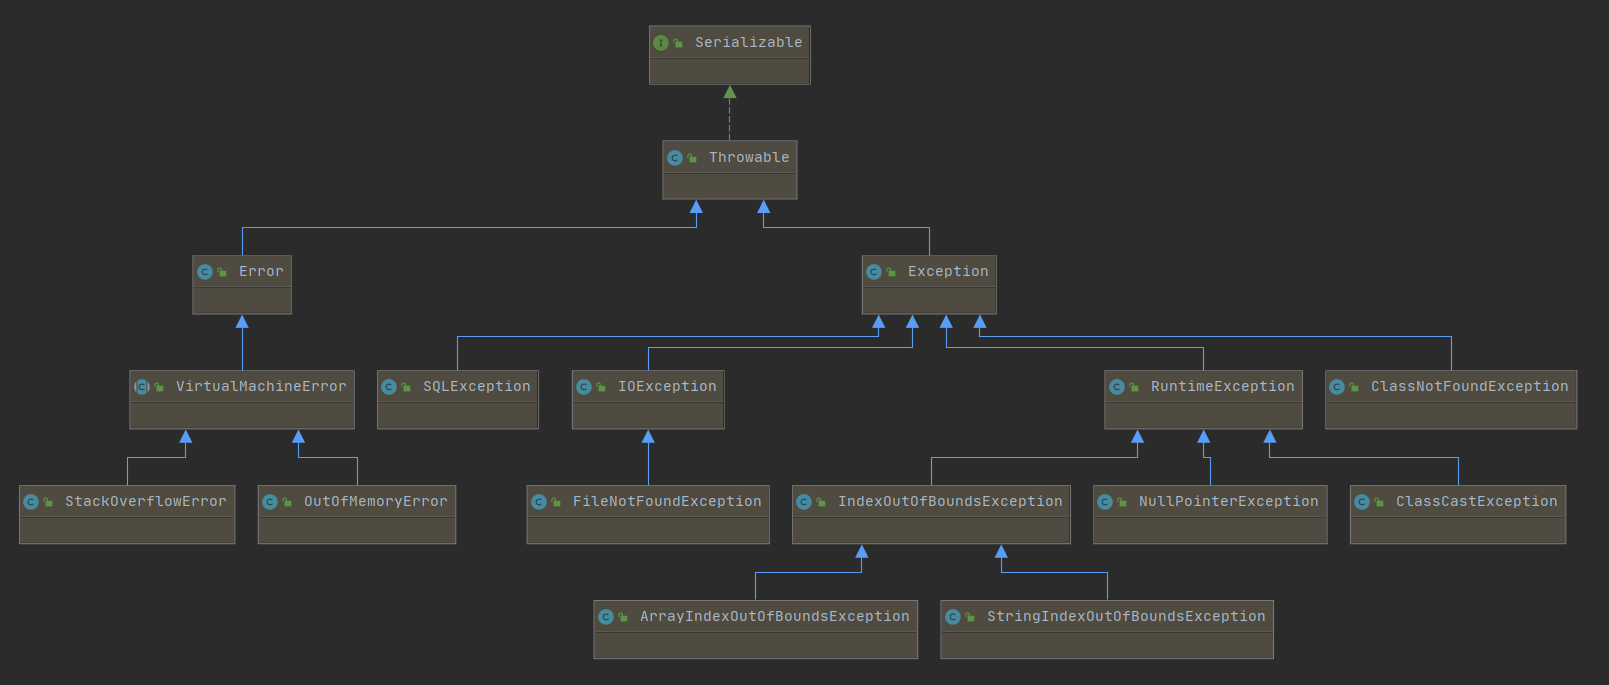 Serializable
Throwable
Error
Exception
VirtualMachineError
SQLException
IOException
RuntimeException
ClassNotFoundException
StackOverflowError
OutOfMemoryError
FileNotFoundException
IndexOutOfBoundsException
NullPointerException
ClassCastException
ArrayIndexOutOfBoundsException
StringIndexOutOfBoundsException